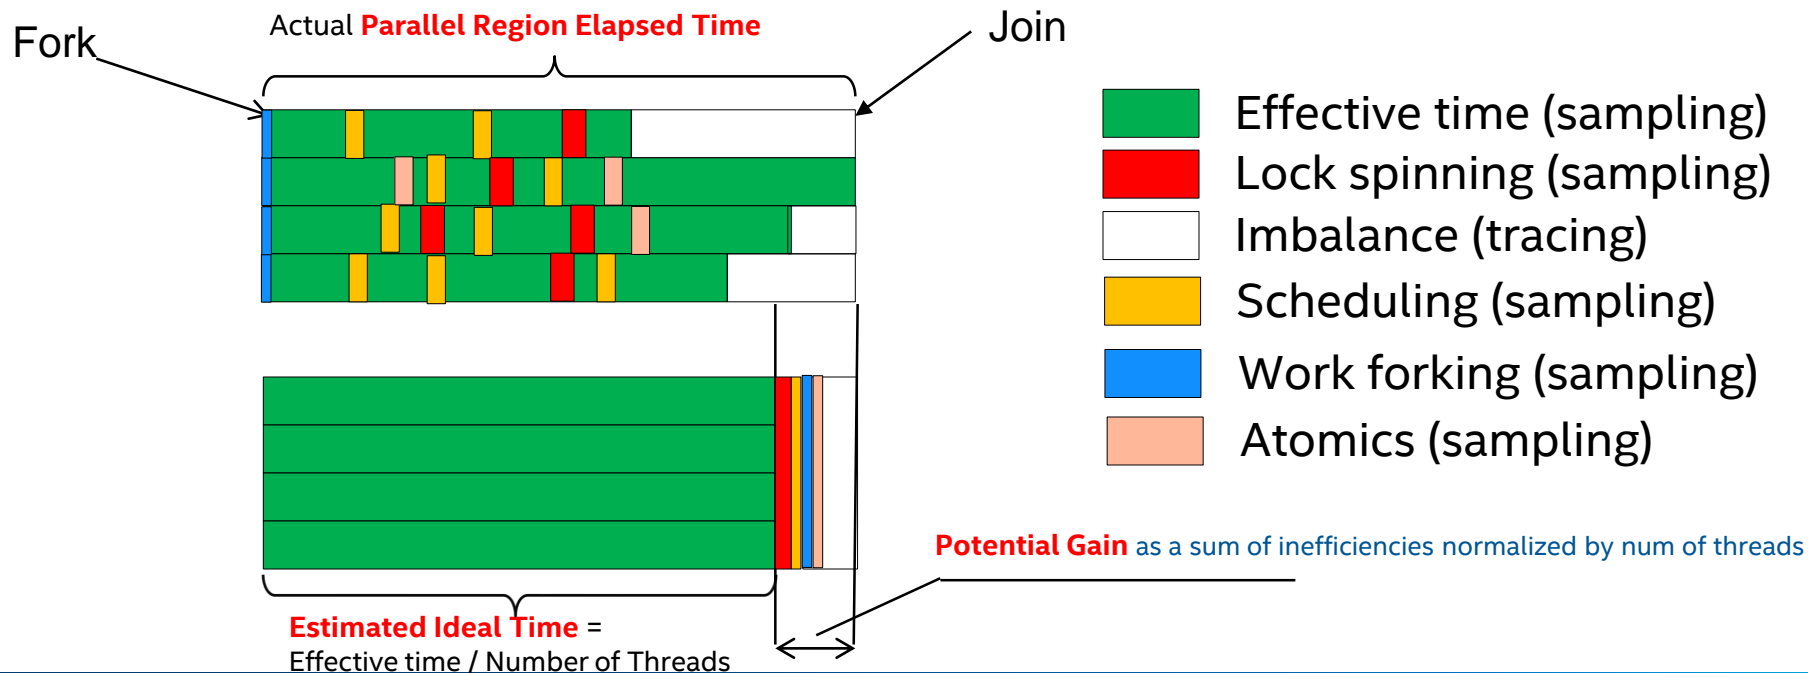 Actual Parallel Region Elapsed Time
Fork
Join
Effective time (sampling)
Lock spinning (sampling)
Imbalance (tracing)
Scheduling (sampling)
Work forking (sampling)
Atomics (sampling)
Potential Gain as a sum of inefficiencies normalized by num of threads
Estimated Ideal Time =
Effective time / Number of Threads